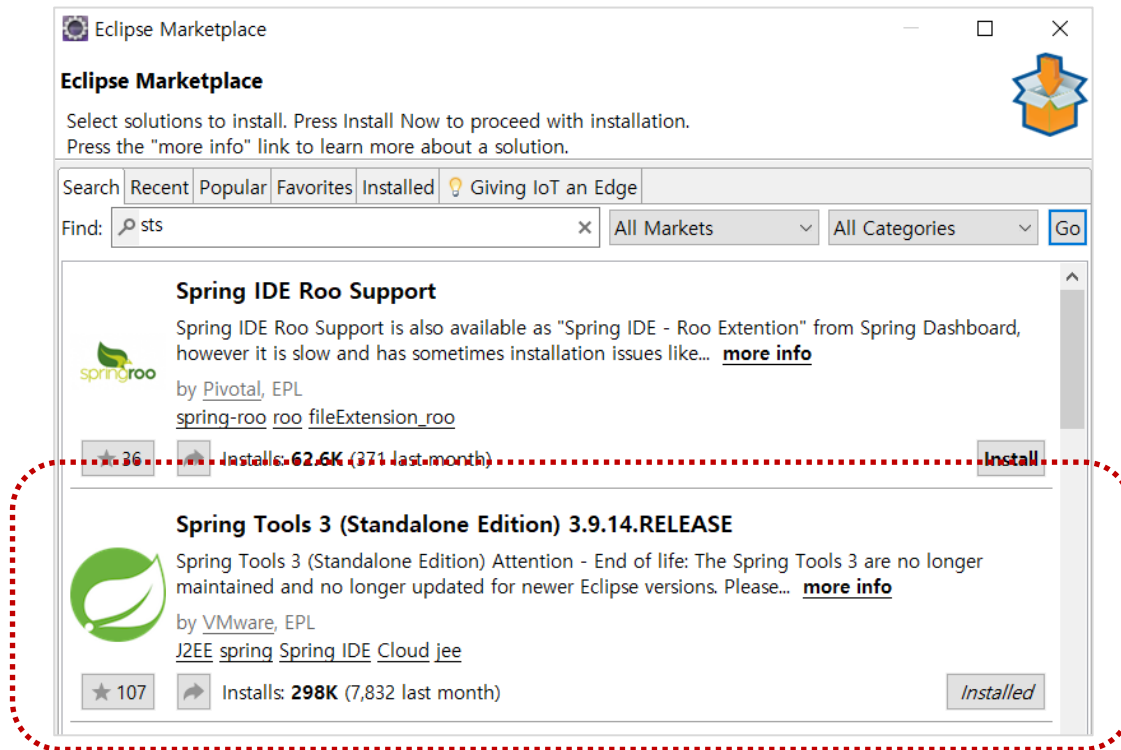 Eclipse Marketplace
Eclipse Marketplace
Select solutions to install. Press Install Now to proceed with installation.
Press the "more info" link to learn more about a solution.
Search Recent Popular Favorites Installed Giving IoT an Edge
Find: sts All Markets All Categories Go
Spring IDE Roo Support
Spring IDE Roo Support is also available as "Spring IDE - Roo Extention" from Spring Dashboard,
however it is slow and has sometimes installation issues like... more info
springroo
by Pivotal, EPL
spring-roo roo fileExtension_roo
36 Installs: 62.6K (371 last month) Install
Spring Tools 3 (Standalone Edition) 3.9.14.RELEASE
Spring Tools 3 (Standalone Edition) Attention - End of life: The Spring Tools 3 are no longer
maintained and no longer updated for newer Eclipse versions. Please... more info
by VMware, EPL
J2EE spring Spring IDE Cloud jee
107 Installs: 298K (7,832 last month) Installed